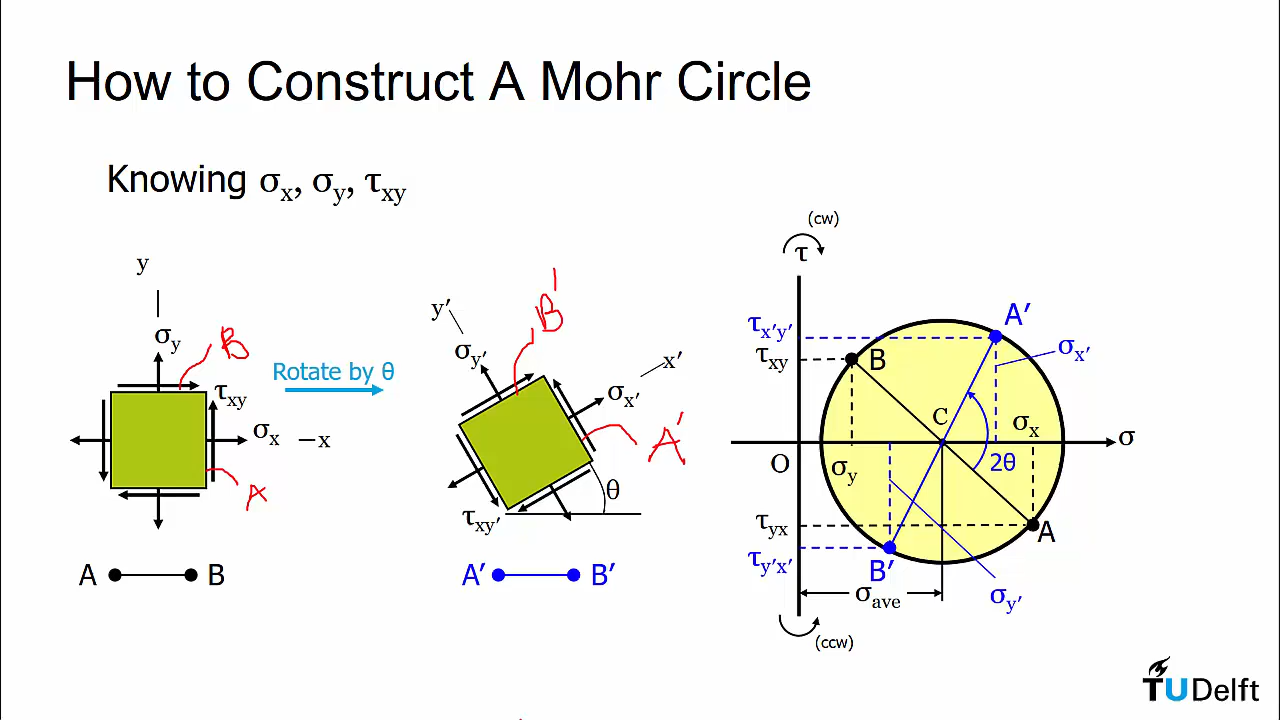 How to Construct A Mohr Circle
Knowing σx, σy, τxy
y
σy
B
τxy
σx
x
A
A B
Rotate by θ
y′
B′
σy′
x′
σx′
A′
θ
τxy′
A′ B′
(cw)
τ
A′
τx′y′
σx′
τxy
B
C
σx
σ
O
σy
2θ
τyx
A
τy′x′
B′
σave
σy′
(ccw)
TUDelft